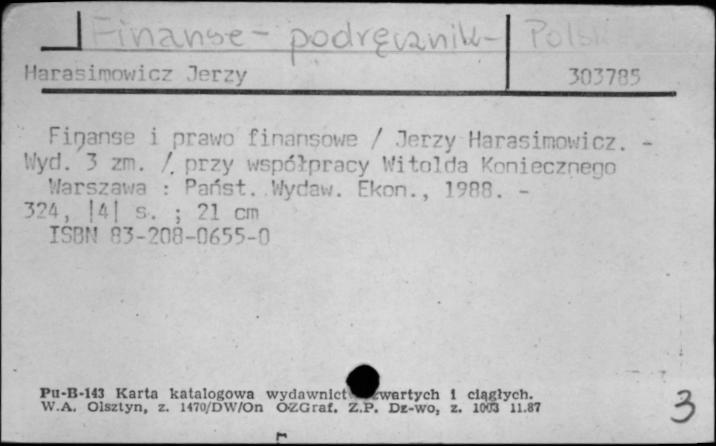 Finanse - podręcznik - Polska
Harasimowicz Jerzy 303785
Finanse i prawo finansowe / Jerzy Harasimowicz. -
Wyd. 3 zm. /, przy współpracy Witolda Koniecznego
Warszawa : Państ. Wydaw. Ekon., 1988. -
324, |4| s. ; 21 cm
ISBN 83-208-0655-0
Pu-B-143 Karta katalogowa wydawnictw zwartych i ciągłych.
W.A. Olsztyn, z. 1470/DW/On OZGraf. Z.P. Dz-wo, z. 1003 11.87
3